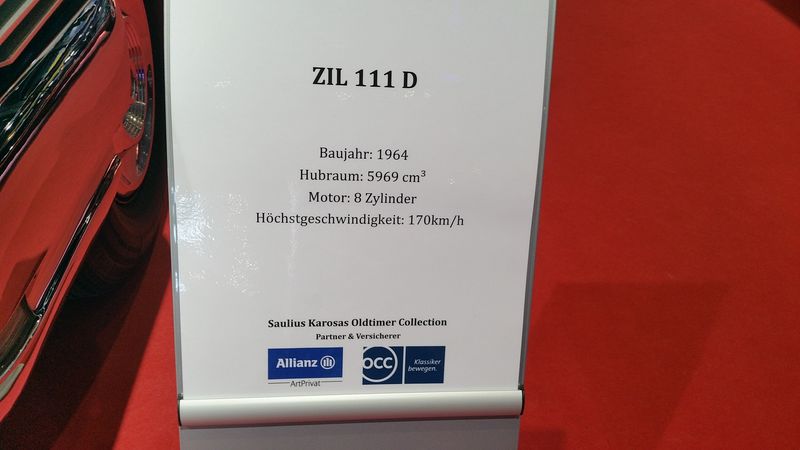 ZIL 111 D
Baujahr: 1964
Hubraum: 5969 cm³
Motor: 8 Zylinder
Höchstgeschwindigkeit: 170km/h
Saulius Karosas Oldtimer Collection
Partner & Versicherer
Allianz
ArtPrivat
OCC
Klassiker
bewegen.